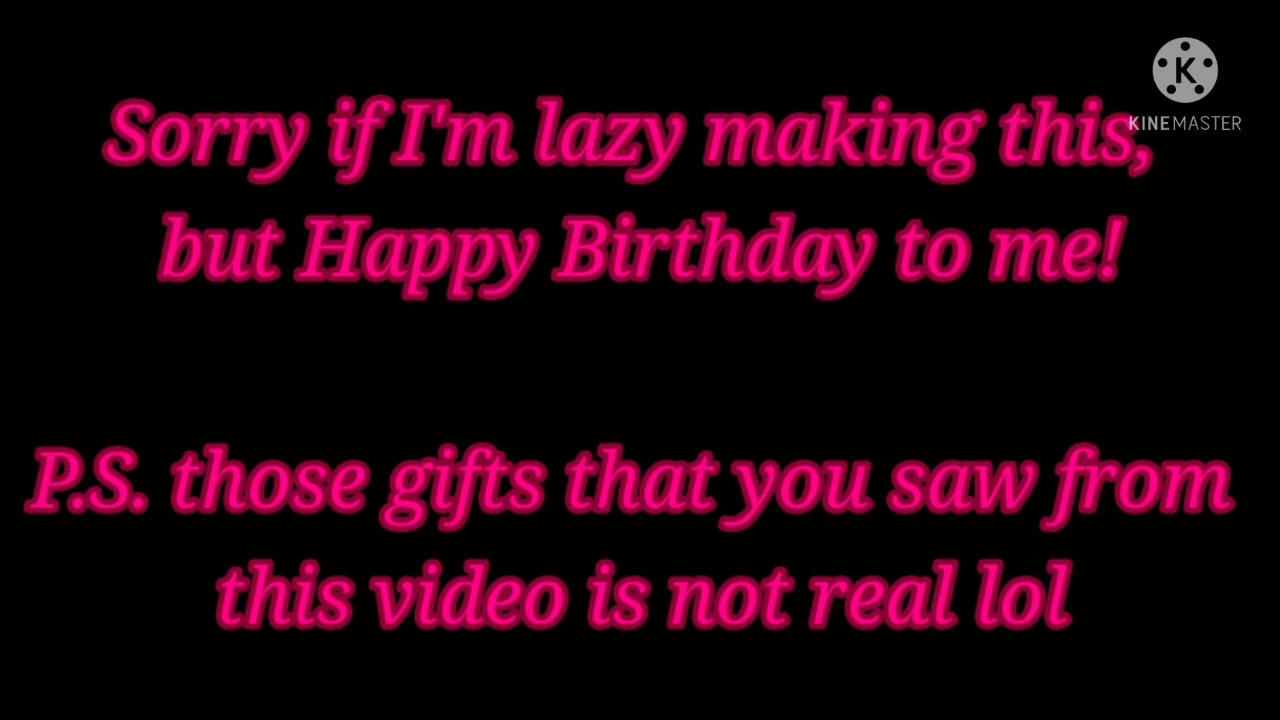 K
KINEMASTER
Sorry if I'm lazy making this,
but Happy Birthday to me!
P.S. those gifts that you saw from
this video is not real lol